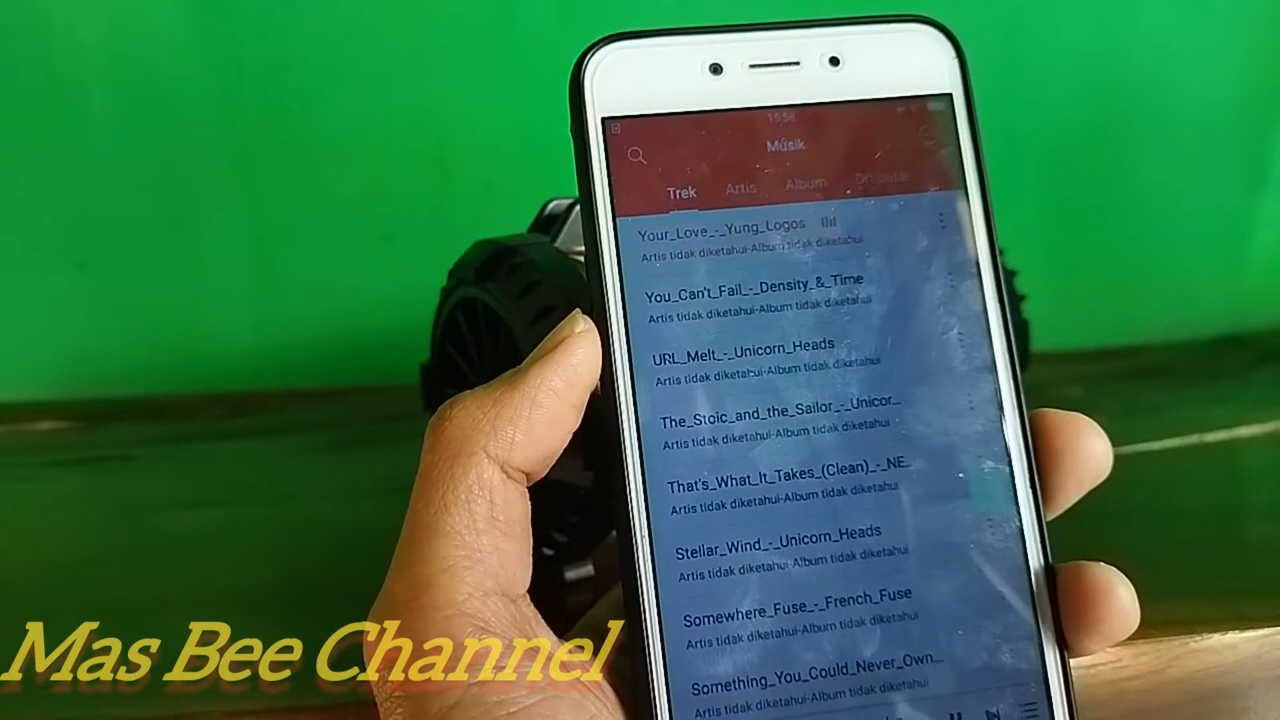 15:58
Músik
Trek Artis Album
Your_Love_-_Yung_Logos
Artis tidak diketahui-Album tidak diketahui
You_Can't_Fail_-_Density_&_Time
Artis tidak diketahui-Album tidak diketahui
URL_Melt_-_Unicorn_Heads
Artis tidak diketahui-Album tidak diketahui
The_Stoic_and_the_Sailor_-_Unicor...
Artis tidak diketahui-Album tidak diketahui
That's_What_It_Takes_(Clean)_-_NE...
Artis tidak diketahui-Album tidak diketahui
Stellar_Wind_-_Unicorn_Heads
Artis tidak diketahui-Album tidak diketahui
Somewhere_Fuse_-_French_Fuse
Artis tidak diketahui-Album tidak diketahui
Something_You_Could_Never_Own...
Artis tidak diketahui-Album tidak diketahui
Mas Bee Channel